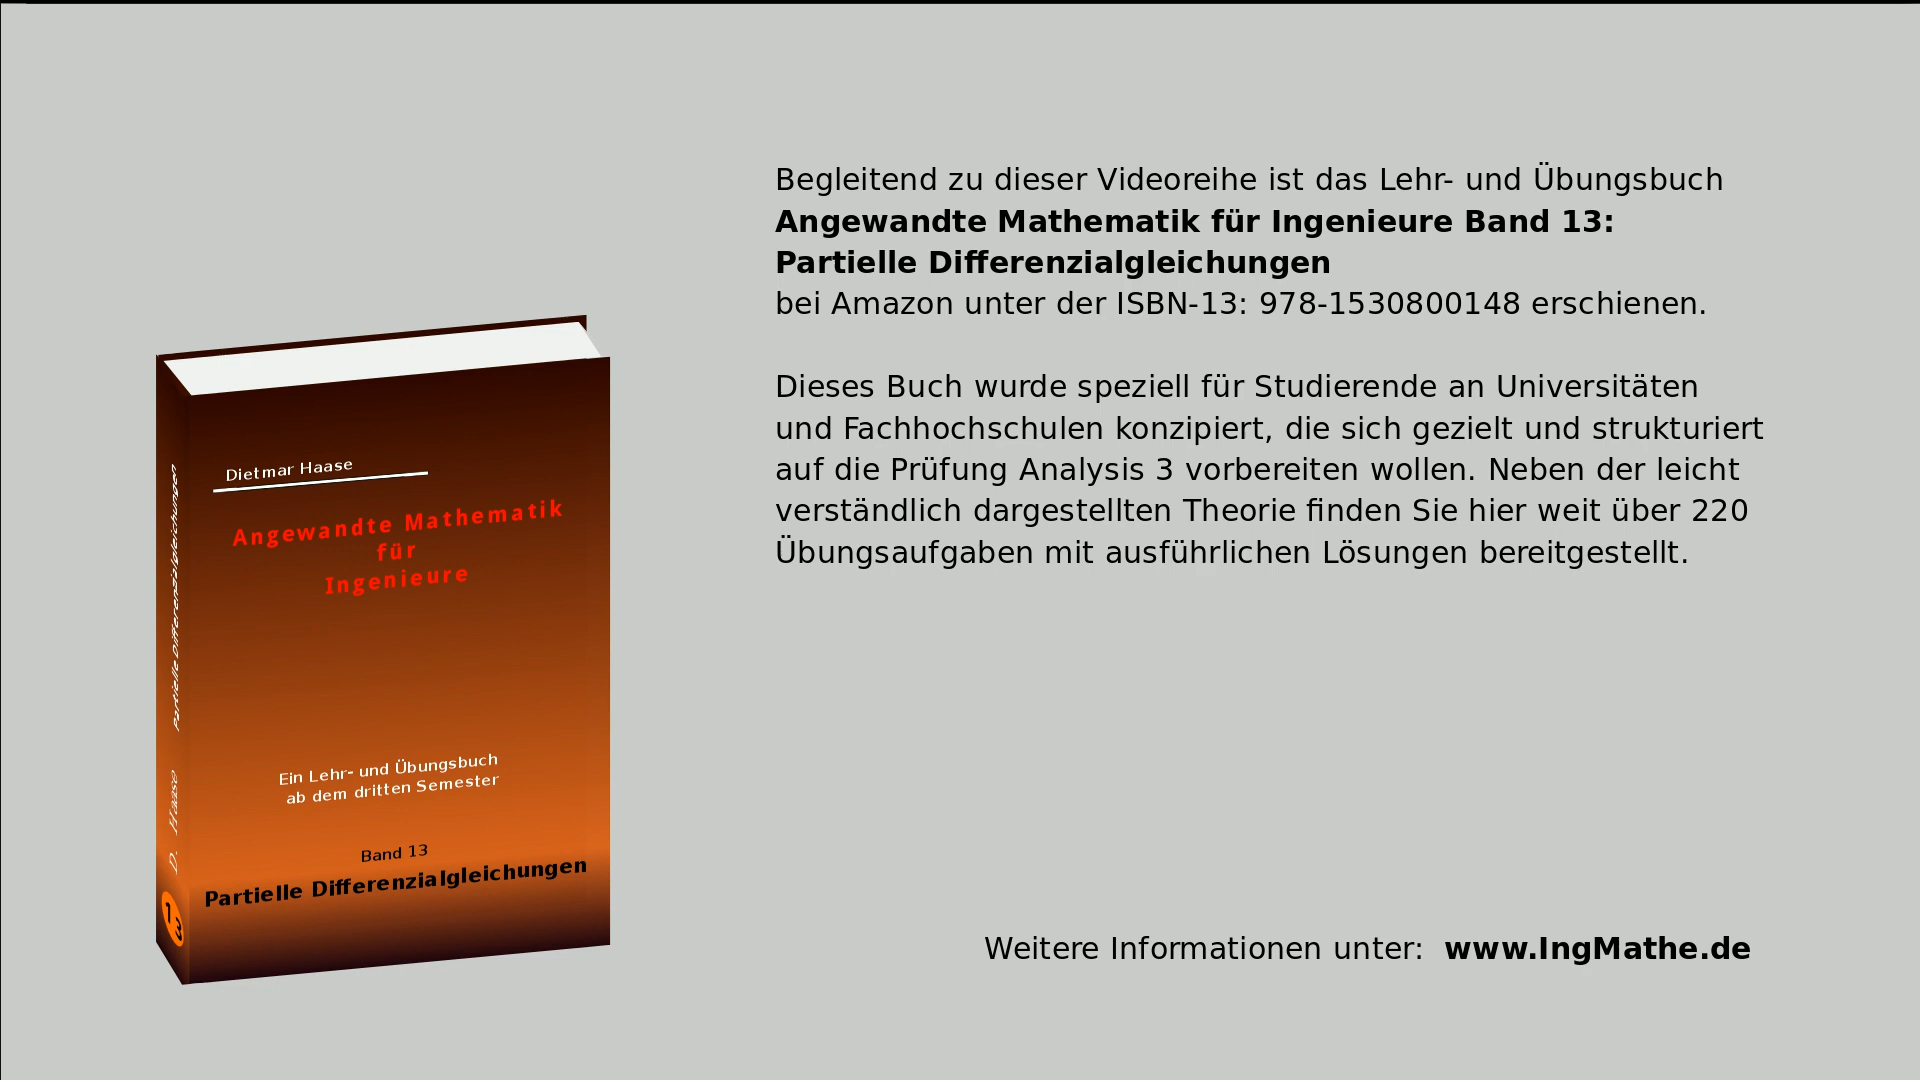 Begleitend zu dieser Videoreihe ist das Lehr- und Übungsbuch
Angewandte Mathematik für Ingenieure Band 13:
Partielle Differenzialgleichungen
bei Amazon unter der ISBN-13: 978-1530800148 erschienen.
Dieses Buch wurde speziell für Studierende an Universitäten
und Fachhochschulen konzipiert, die sich gezielt und strukturiert
auf die Prüfung Analysis 3 vorbereiten wollen. Neben der leicht
verständlich dargestellten Theorie finden Sie hier weit über 220
Übungsaufgaben mit ausführlichen Lösungen bereitgestellt.
Dietmar Haase
Angewandte Mathematik
für
Ingenieure
Ein Lehr- und Übungsbuch
ab dem dritten Semester
Band 13
Partielle Differenzialgleichungen
D. Haase
Partielle Differenzialgleichungen
13
Weitere Informationen unter: www.IngMathe.de